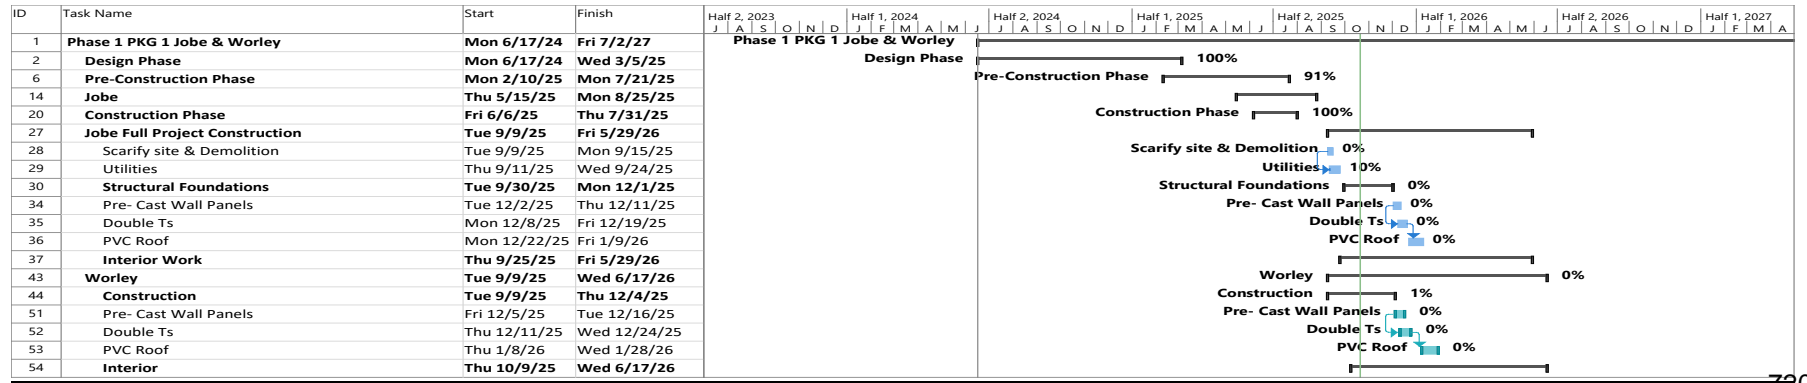 ID Task Name Start Finish Half 2, 2023 Half 1, 2024 Half 2, 2024 Half 1, 2025 Half 2, 2025 Half 1, 2026 Half 2, 2026 Half 1, 2027
J A S O N D J F M A M J J A S O N D J F M A M J J A S O N D J F M A M J J A S O N D J F M A
1 Phase 1 PKG 1 Jobe & Worley Mon 6/17/24 Fri 7/2/27 Phase 1 PKG 1 Jobe & Worley
2 Design Phase Mon 6/17/24 Wed 3/5/25 Design Phase 100%
6 Pre-Construction Phase Mon 2/10/25 Mon 7/21/25 Pre-Construction Phase 91%
14 Jobe Thu 5/15/25 Mon 8/25/25
20 Construction Phase Fri 6/6/25 Thu 7/31/25 Construction Phase 100%
27 Jobe Full Project Construction Tue 9/9/25 Fri 5/29/26
28 Scarify site & Demolition Tue 9/9/25 Mon 9/15/25 Scarify site & Demolition 0%
29 Utilities Thu 9/11/25 Wed 9/24/25 Utilities 10%
30 Structural Foundations Tue 9/30/25 Mon 12/1/25 Structural Foundations 0%
34 Pre- Cast Wall Panels Tue 12/2/25 Thu 12/11/25 Pre- Cast Wall Panels 0%
35 Double Ts Mon 12/8/25 Fri 12/19/25 Double Ts 0%
36 PVC Roof Mon 12/22/25 Fri 1/9/26 PVC Roof 0%
37 Interior Work Thu 9/25/25 Fri 5/29/26
43 Worley Tue 9/9/25 Wed 6/17/26 Worley 0%
44 Construction Tue 9/9/25 Thu 12/4/25 Construction 1%
51 Pre- Cast Wall Panels Fri 12/5/25 Tue 12/16/25 Pre- Cast Wall Panels 0%
52 Double Ts Thu 12/11/25 Wed 12/24/25 Double Ts 0%
53 PVC Roof Thu 1/8/26 Wed 1/28/26 PVC Roof 0%
54 Interior Thu 10/9/25 Wed 6/17/26